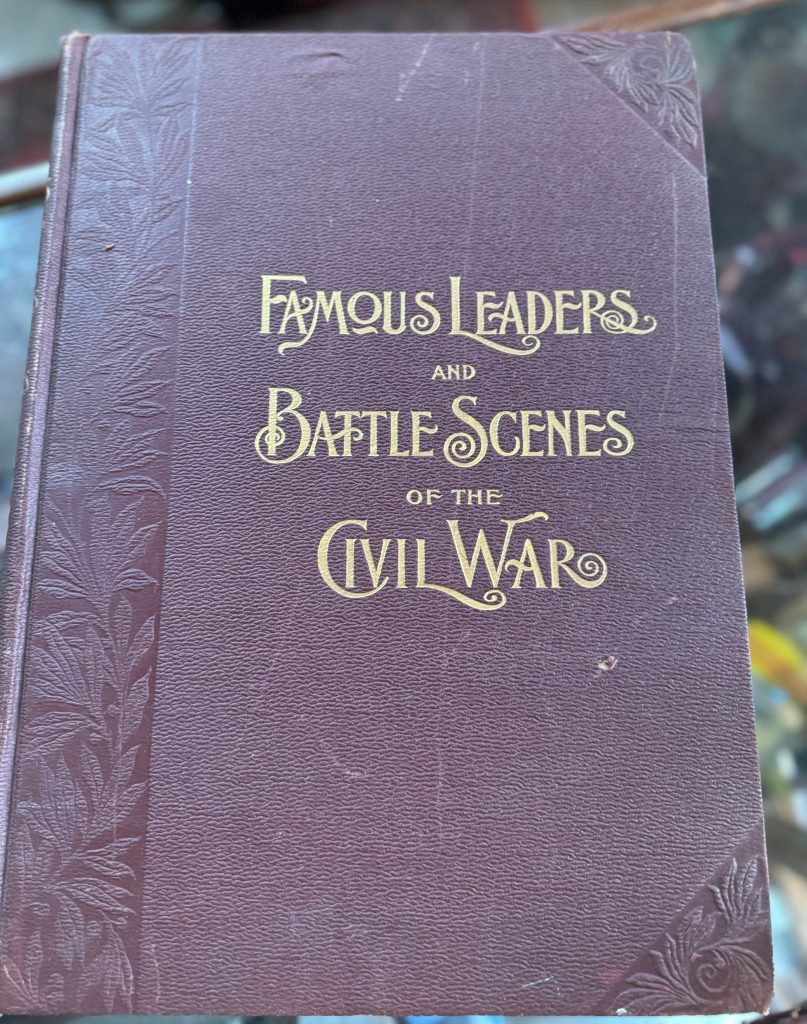 FAMOUS LEADERS
AND
BATTLE SCENES
OF THE
CIVIL WAR